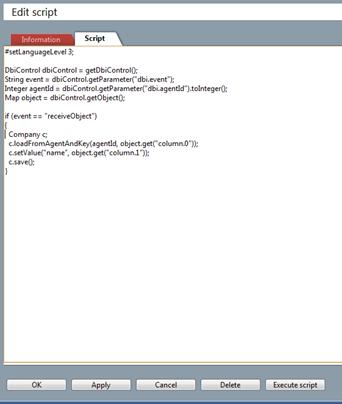 Edit script
Information
Script
#setLanguageLevel 3;
DbiControl dbiControl = getDbiControl();
String event = dbiControl.getParameter("dbi.event");
Integer agentId = dbiControl.getParameter("dbi.agentId").toInteger();
Map object = dbiControl.getObject();
if (event == "receiveObject")
{
Company c;
c.loadFromAgentAndKey(agentId, object.get("column.0"));
c.setValue("name", object.get("column.1"));
c.save();
}
OK
Apply
Cancel
Delete
Execute script